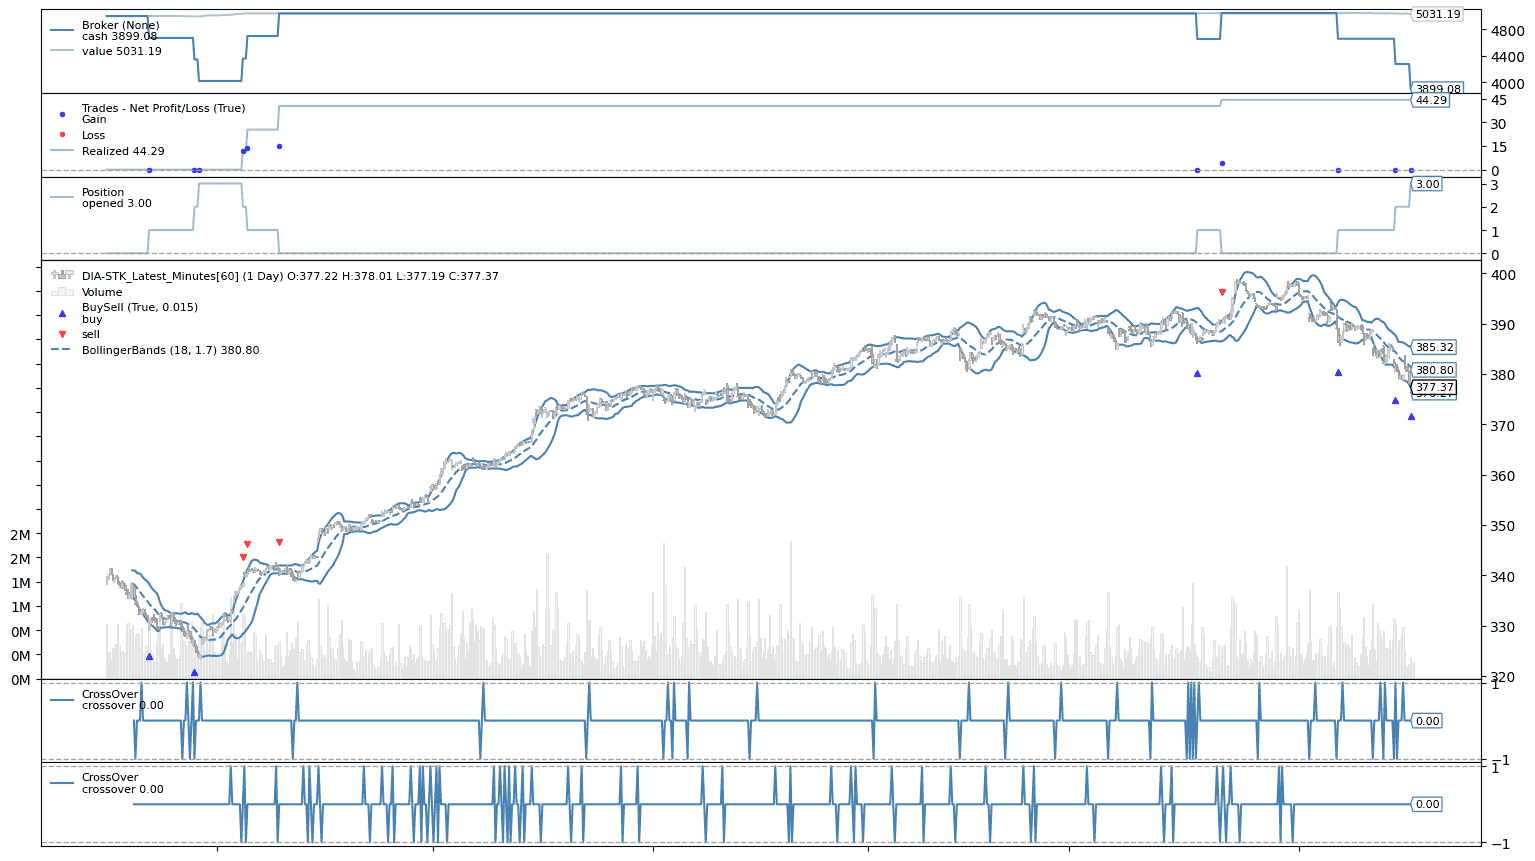 Broker (None)
cash 3899.08
value 5031.19
5031.19
4800
4400
4000
3899.08
Trades - Net Profit/Loss (True)
Gain
Loss
Realized 44.29
44.29
45
30
15
0
Position
opened 3.00
3.00
3
2
1
0
DIA-STK_Latest_Minutes[60] (1 Day) O:377.22 H:378.01 L:377.19 C:377.37
Volume
BuySell (True, 0.015)
buy
sell
BollingerBands (18, 1.7) 380.80
400
390
385.32
380.80
380
377.37
370
360
350
340
330
320
2M
2M
1M
1M
0M
0M
0M
CrossOver
crossover 0.00
1
0.00
−1
CrossOver
crossover 0.00
1
0.00
−1